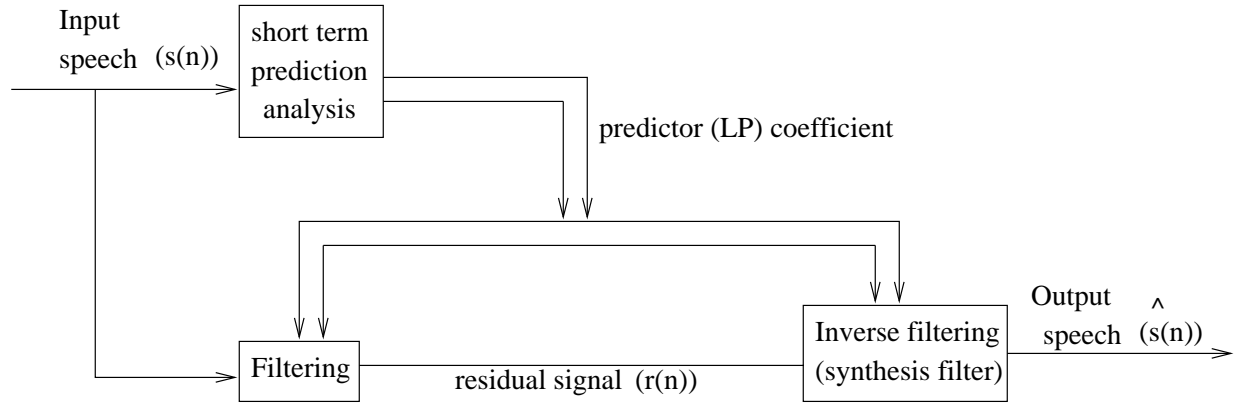 Input
speech (s(n))
short term
prediction
analysis
predictor (LP) coefficient
Filtering
residual signal (r(n))
Inverse filtering
(synthesis filter)
Output
^
speech (s(n))